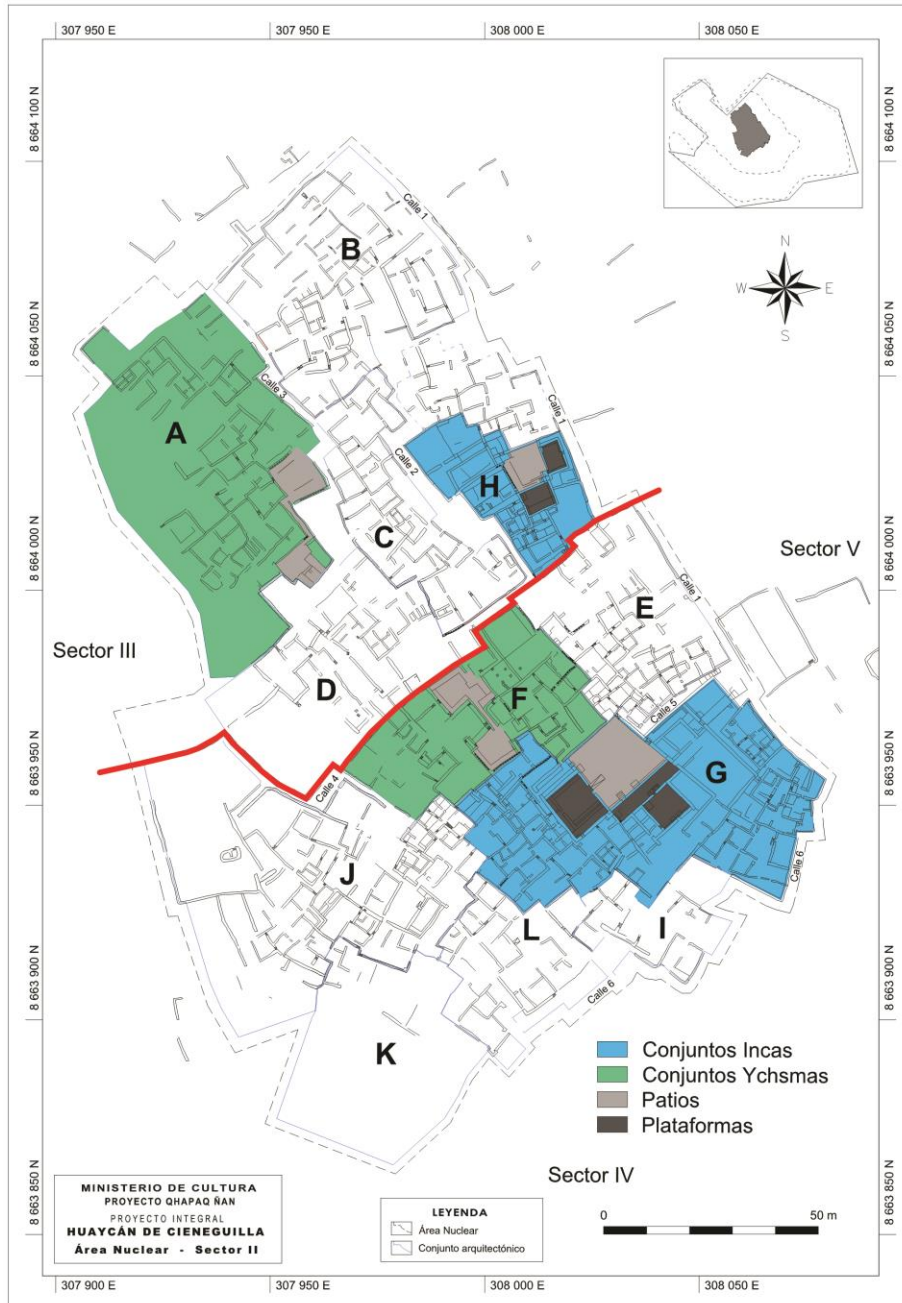 307 950 E
307 950 E
308 000 E
308 050 E
8 664 100 N
8 664 100 N
Calle 1
B
N
W
E
S
8 664 050 N
8 664 050 N
Calle 3
A
Calle 1
Calle 2
H
C
8 664 000 N
8 664 000 N
Sector V
E
Calle 1
Sector III
D
F
Calle 5
8 663 950 N
8 663 950 N
Calle 4
G
J
Calle 6
L
I
8 663 900 N
8 663 900 N
Calle 6
K
Conjuntos Incas
Conjuntos Ychsmas
Patios
Plataformas
8 663 850 N
8 663 850 N
Sector IV
MINISTERIO DE CULTURA
PROYECTO QHAPAQ ÑAN
PROYECTO INTEGRAL
HUAYCÁN DE CIENEGUILLA
Área Nuclear - Sector II
LEYENDA
Área Nuclear
Conjunto arquitectónico
0
50 m
307 900 E
307 950 E
308 000 E
308 050 E